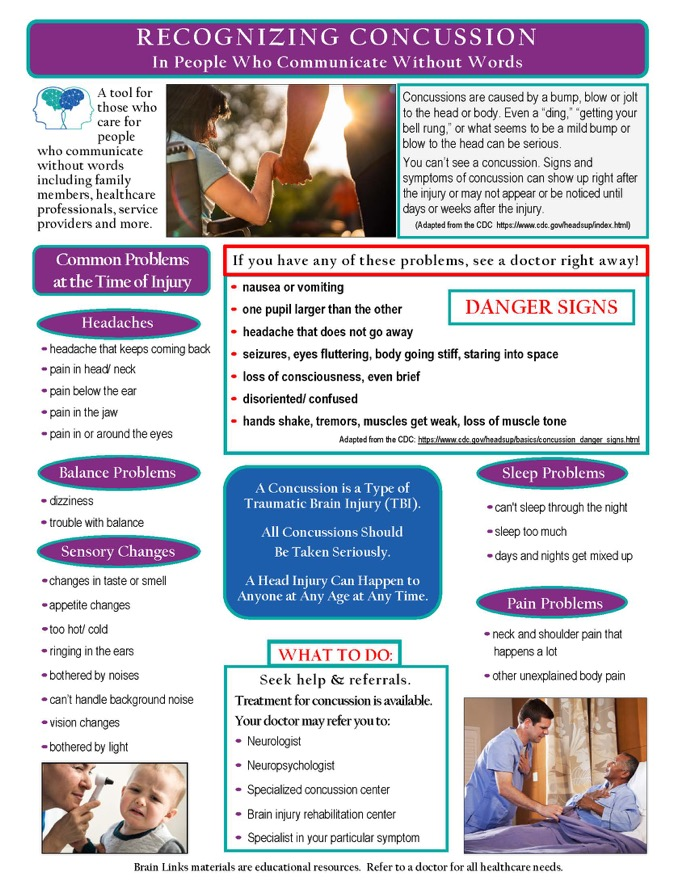 RECOGNIZING CONCUSSION
In People Who Communicate Without Words
A tool for
those who
care for
people
who communicate
without words
including family
members, healthcare
professionals, service
providers and more.
Concussions are caused by a bump, blow or jolt
to the head or body. Even a “ding,” “getting your
bell rung,” or what seems to be a mild bump or
blow to the head can be serious.
You can’t see a concussion. Signs and
symptoms of concussion can show up right after
the injury or may not appear or be noticed until
days or weeks after the injury.
(Adapted from the CDC https://www.cdc.gov/headsup/index.html)
Common Problems
at the Time of Injury
Headaches
• headache that keeps coming back
• pain in head/ neck
• pain below the ear
• pain in the jaw
• pain in or around the eyes
If you have any of these problems, see a doctor right away!
DANGER SIGNS
• nausea or vomiting
• one pupil larger than the other
• headache that does not go away
• seizures, eyes fluttering, body going stiff, staring into space
• loss of consciousness, even brief
• disoriented/ confused
• hands shake, tremors, muscles get weak, loss of muscle tone
Adapted from the CDC: https://www.cdc.gov/headsup/basics/concussion_danger_signs.html
Balance Problems
• dizziness
• trouble with balance
Sensory Changes
• changes in taste or smell
• appetite changes
• too hot/ cold
• ringing in the ears
• bothered by noises
• can’t handle background noise
• vision changes
• bothered by light
A Concussion is a Type of
Traumatic Brain Injury (TBI).
All Concussions Should
Be Taken Seriously.
A Head Injury Can Happen to
Anyone at Any Age at Any Time.
WHAT TO DO:
Seek help & referrals.
Treatment for concussion is available.
Your doctor may refer you to:
• Neurologist
• Neuropsychologist
• Specialized concussion center
• Brain injury rehabilitation center
• Specialist in your particular symptom
Sleep Problems
• can't sleep through the night
• sleep too much
• days and nights get mixed up
Pain Problems
• neck and shoulder pain that
happens a lot
• other unexplained body pain
Brain Links materials are educational resources. Refer to a doctor for all healthcare needs.